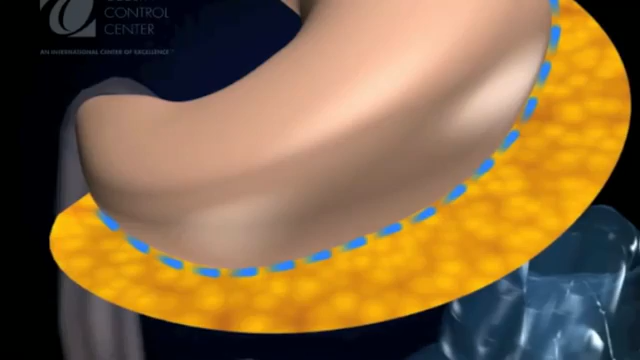 CONTROL
CENTER
AN INTERNATIONAL CENTER OF EXCELLENCE